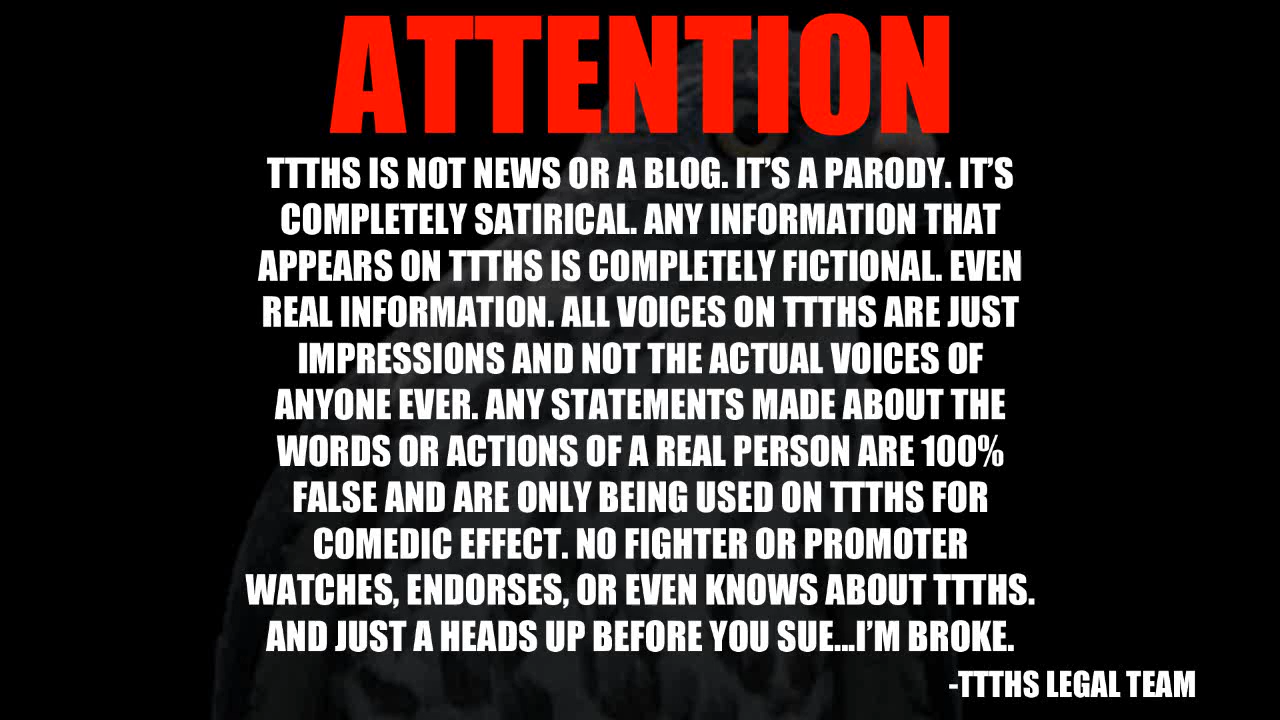 ATTENTION
TTTHS IS NOT NEWS OR A BLOG. IT'S A PARODY. IT'S
COMPLETELY SATIRICAL. ANY INFORMATION THAT
APPEARS ON TTTHS IS COMPLETELY FICTIONAL. EVEN
REAL INFORMATION. ALL VOICES ON TTTHS ARE JUST
IMPRESSIONS AND NOT THE ACTUAL VOICES OF
ANYONE EVER. ANY STATEMENTS MADE ABOUT THE
WORDS OR ACTIONS OF A REAL PERSON ARE 100%
FALSE AND ARE ONLY BEING USED ON TTTHS FOR
COMEDIC EFFECT. NO FIGHTER OR PROMOTER
WATCHES, ENDORSES, OR EVEN KNOWS ABOUT TTTHS.
AND JUST A HEADS UP BEFORE YOU SUE...I'M BROKE.
-TTTHS LEGAL TEAM